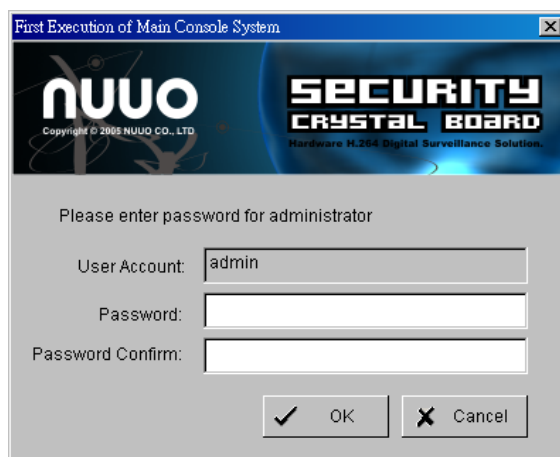 First Execution of Main Console System
NUUO
Copyright © 2005 NUUO CO., LTD
SECURITY
CRYSTAL BOARD
Hardware H.264 Digital Surveillance Solution.
Please enter password for administrator
User Account: admin
Password:
Password Confirm:
OK Cancel